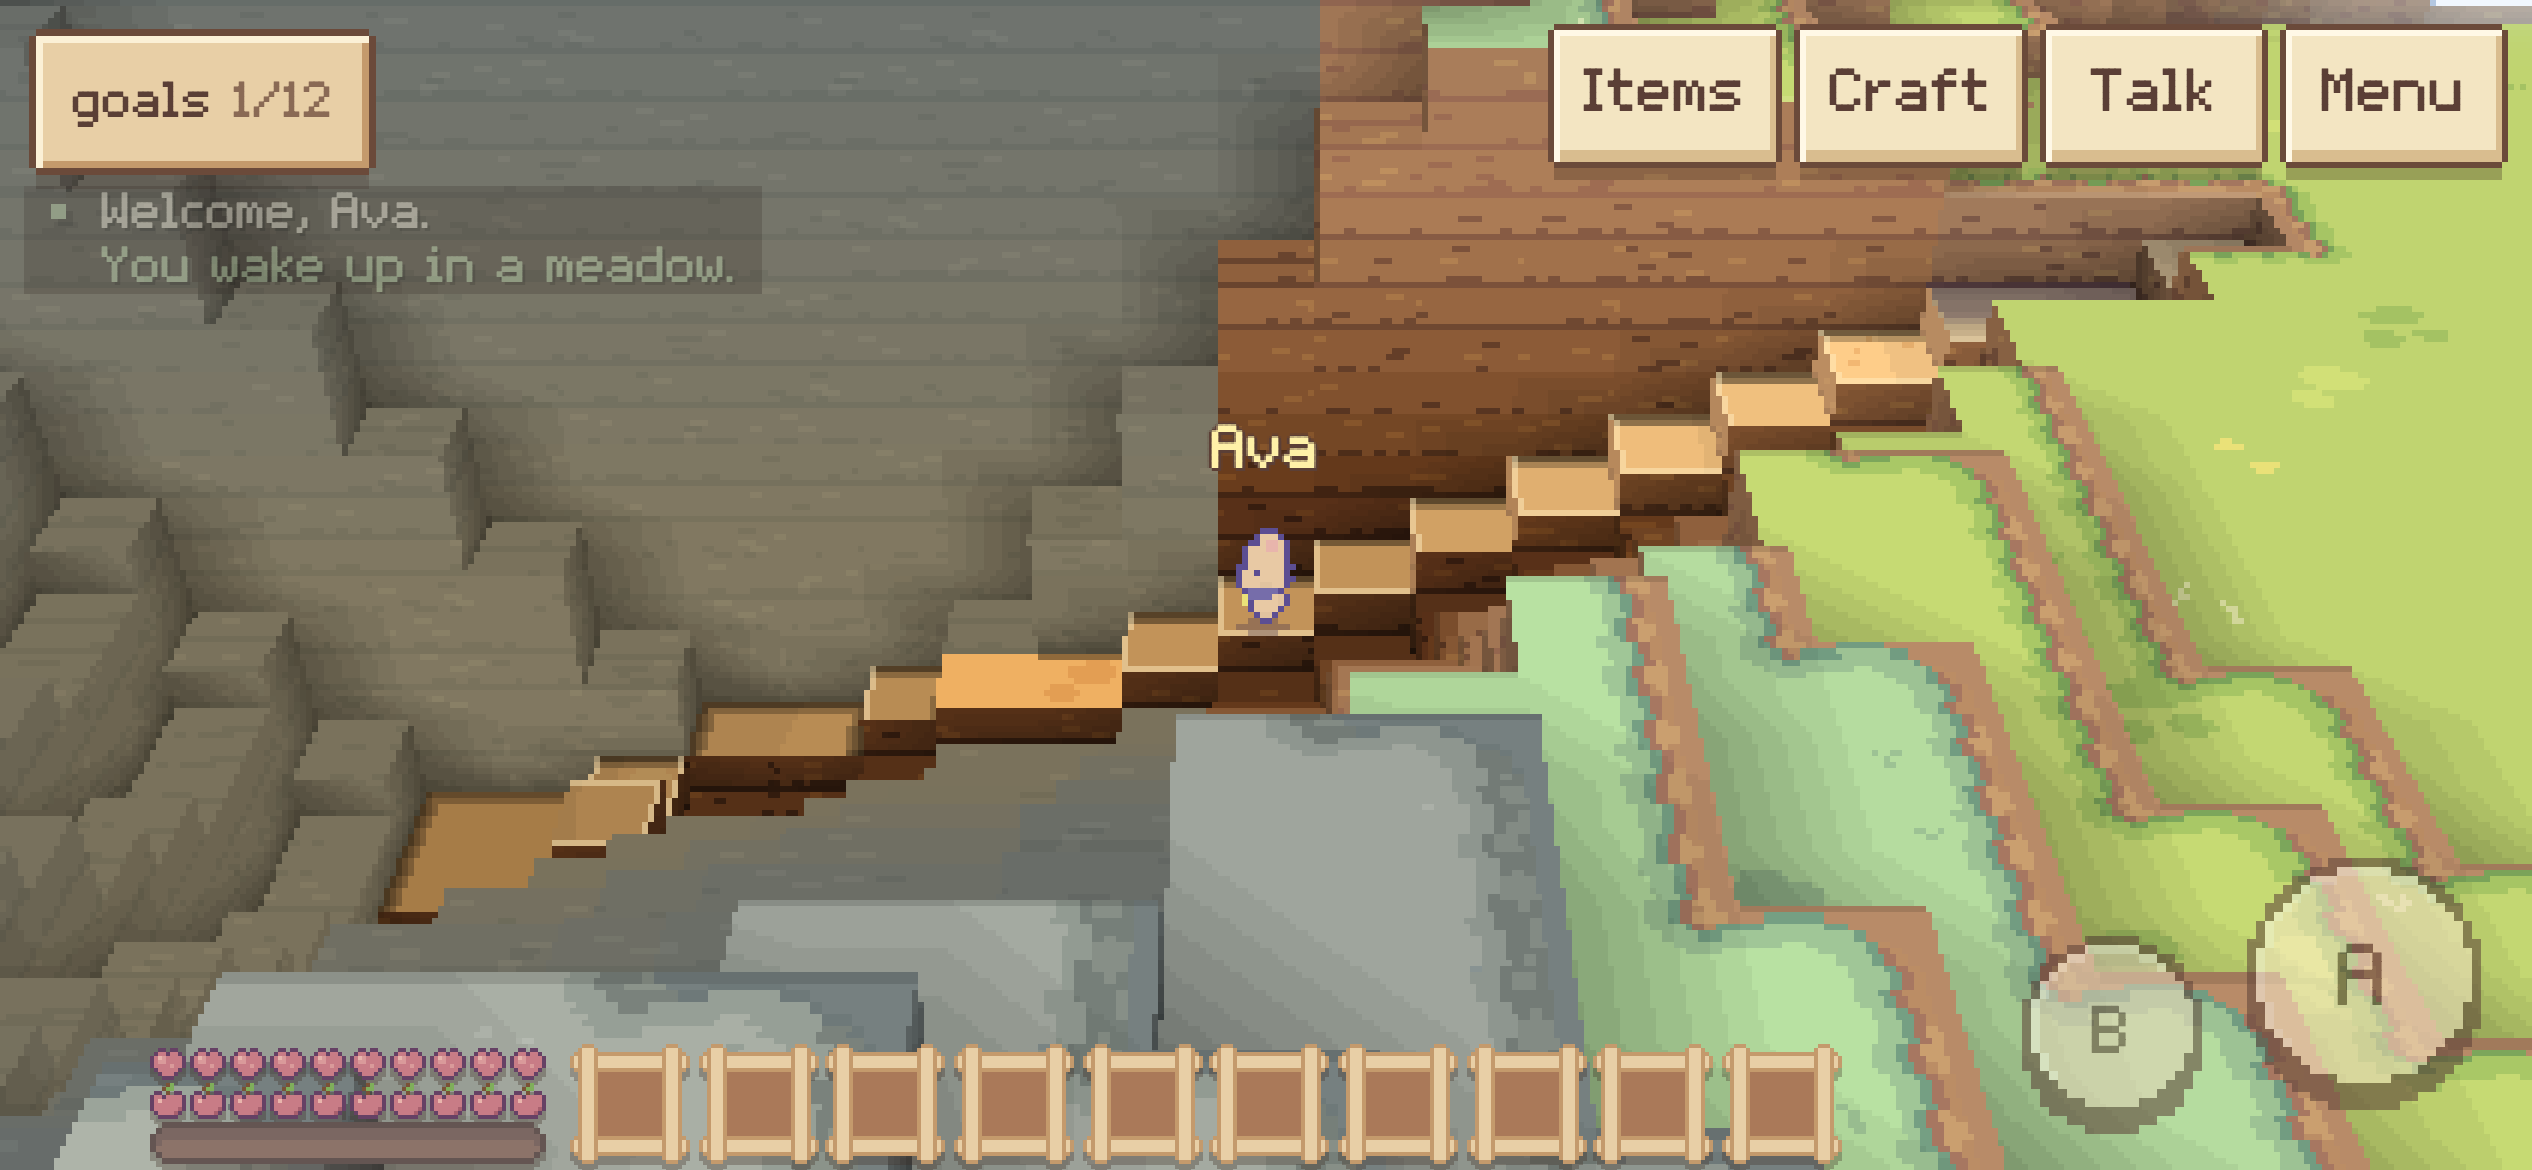 goals 1/12
Items
Craft
Talk
Menu
Welcome, Ava.
You wake up in a meadow.
Ava
A
B